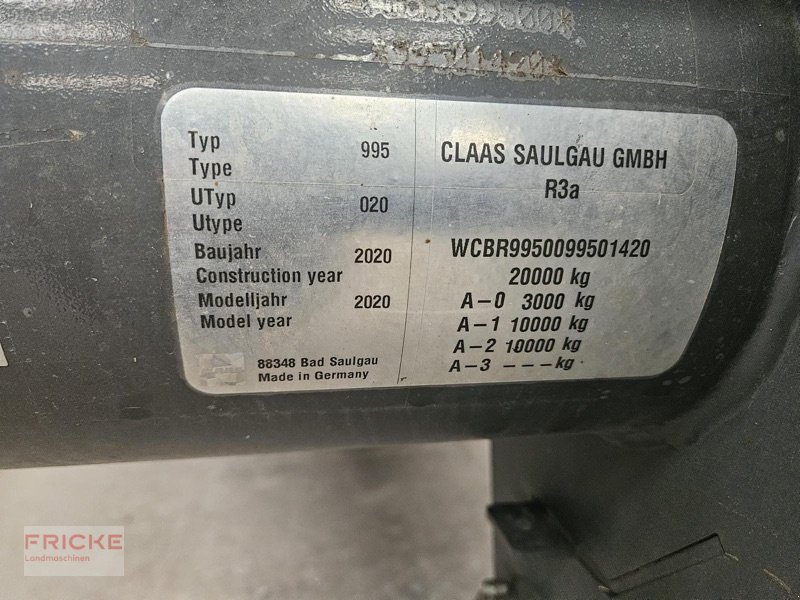 Typ 995
Type
UTyp 020
Utype
Baujahr 2020
Construction year
Modelljahr 2020
Model year
88348 Bad Saulgau
Made in Germany
CLAAS SAULGAU GMBH
R3a
WCBR9950099501420
20000 kg
A-0 3000 kg
A-1 10000 kg
A-2 10000 kg
A-3 --- kg
FRICKE
Landmaschinen